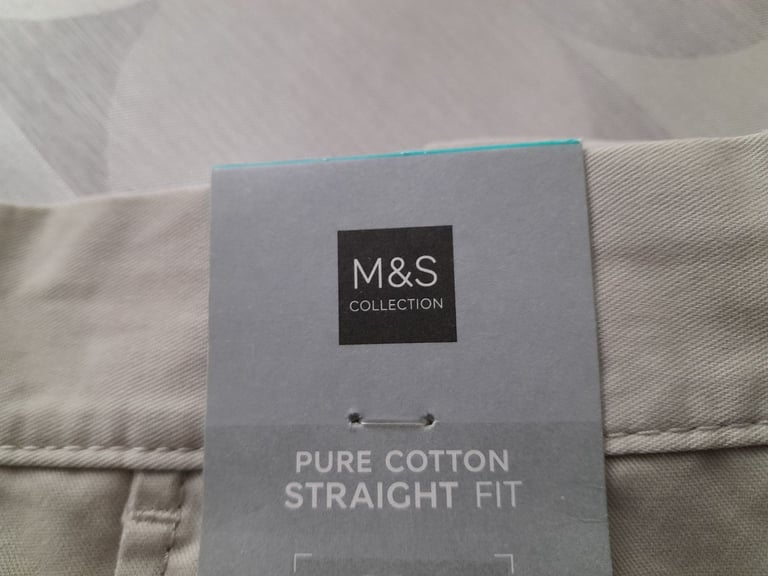 M&S
COLLECTION
PURE COTTON
STRAIGHT FIT